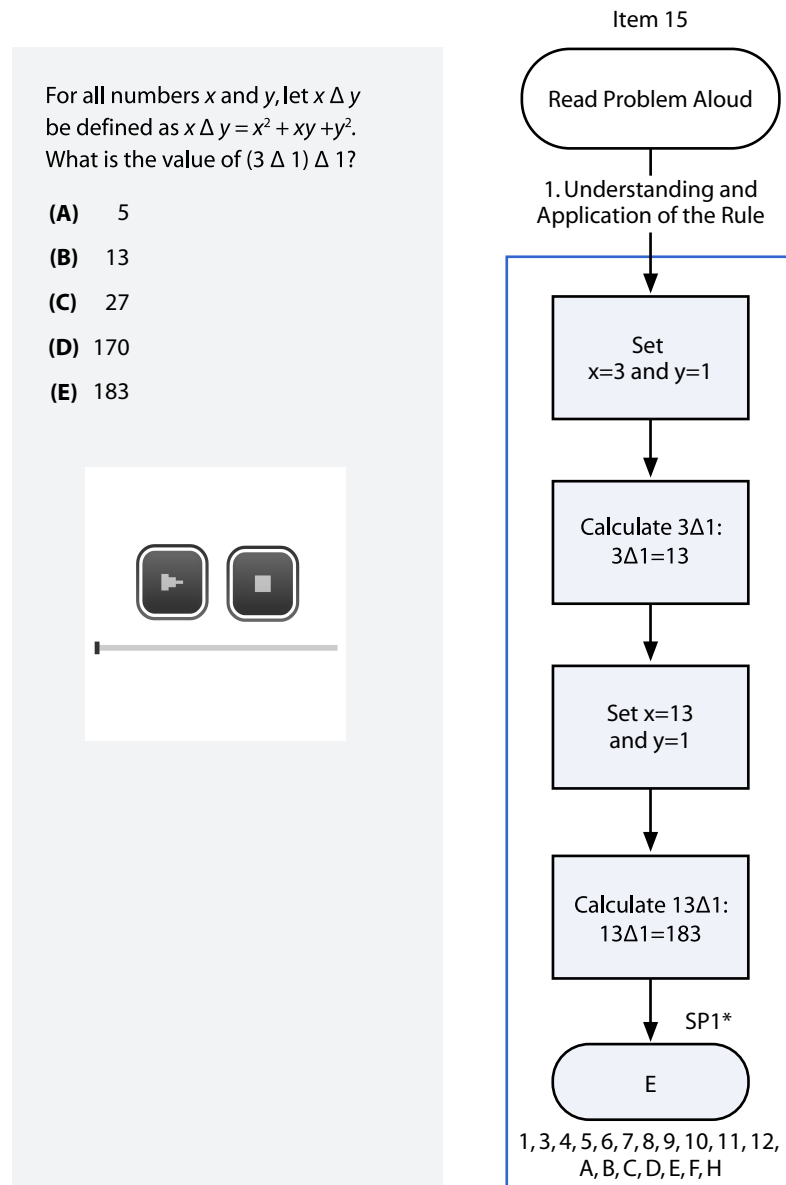 For all numbers x and y, let x Δ y
be defined as x Δ y = x² + xy +y².
What is the value of (3 Δ 1) Δ 1?
(A) 5
(B) 13
(C) 27
(D) 170
(E) 183
Item 15
Read Problem Aloud
1. Understanding and
Application of the Rule
Set
x=3 and y=1
Calculate 3Δ1:
3Δ1=13
Set x=13
and y=1
Calculate 13Δ1:
13Δ1=183
SP1*
E
1, 3, 4, 5, 6, 7, 8, 9, 10, 11, 12,
A, B, C, D, E, F, H